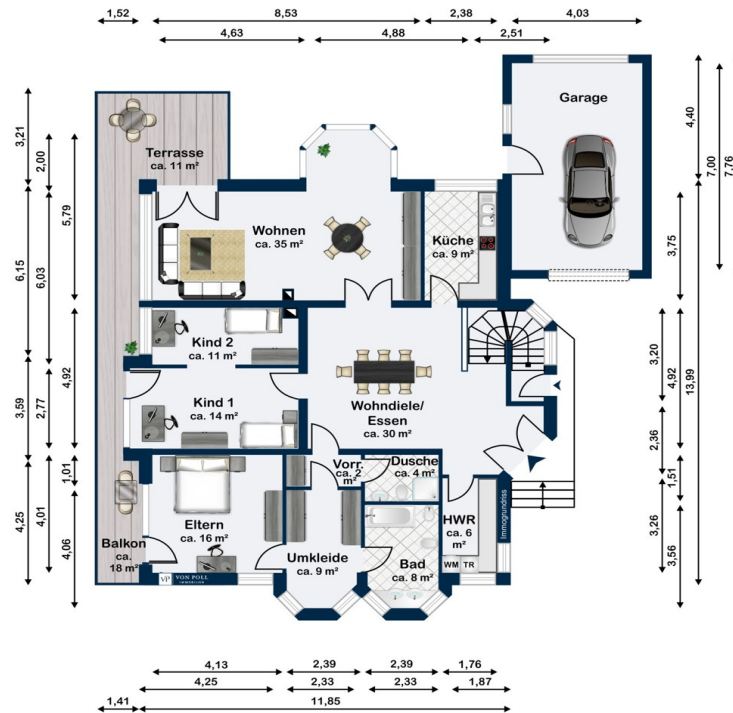 1,52
8,53
2,38
4,03
4,63
4,88
2,51
3,21
2,00
5,79
6,15
6,03
4,92
3,59
2,77
1,01
4,25
4,01
4,06
Garage
Terrasse
ca. 11 m²
Wohnen
ca. 35 m²
Küche
ca. 9 m²
Kind 2
ca. 11 m²
Kind 1
ca. 14 m²
Wohndiele/
Essen
ca. 30 m²
Vorr.
ca. 2
m²
Dusche
ca. 4 m²
Eltern
ca. 16 m²
Balkon
ca.
18 m²
Umkleide
ca. 9 m²
Bad
ca. 8 m²
HWR
ca. 6
m²
WM TR
Immogrundriss
VP VON POLL
IMMOBILIEN
4,40
7,00
7,76
3,75
3,20
4,92
13,99
2,36
1,51
3,26
3,56
4,13
2,39
2,39
1,76
4,25
2,33
2,33
1,87
1,41
11,85